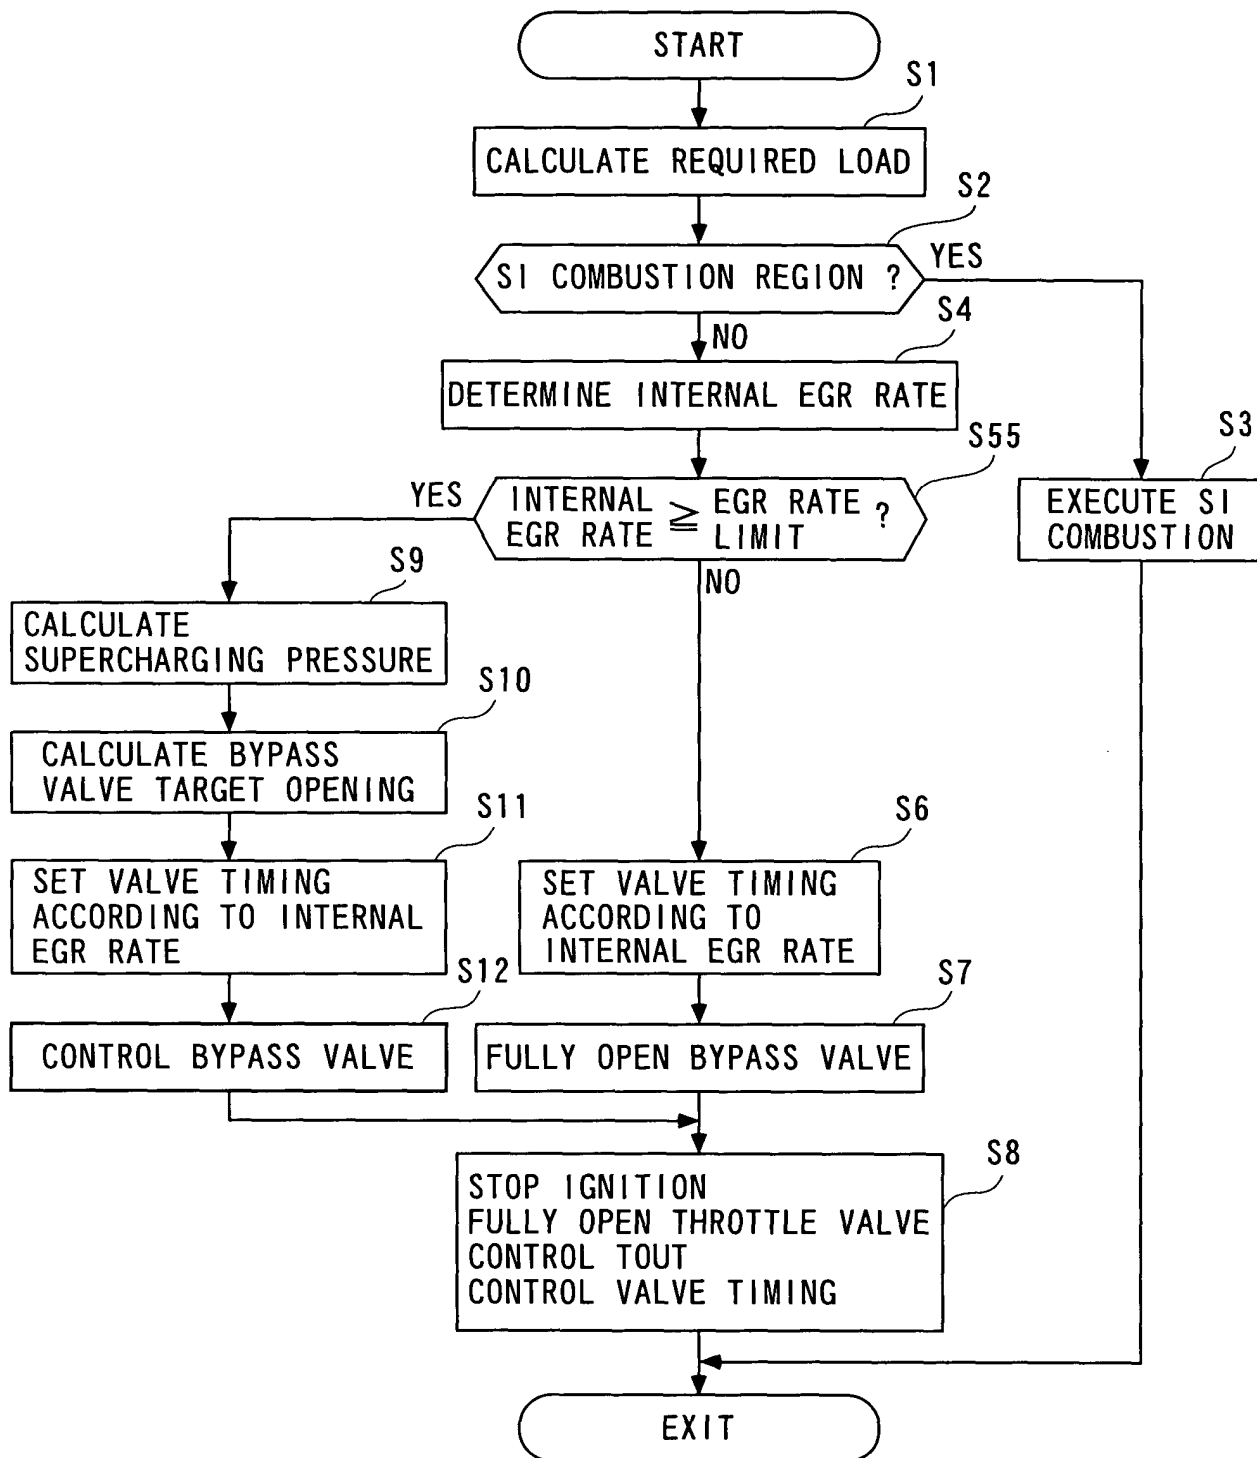 START
S1
CALCULATE REQUIRED LOAD
S2
SI COMBUSTION REGION ?
YES
NO
S4
DETERMINE INTERNAL EGR RATE
S55
INTERNAL EGR RATE ≧ EGR RATE LIMIT ?
YES
NO
S3
EXECUTE SI
COMBUSTION
S9
CALCULATE
SUPERCHARGING PRESSURE
S10
CALCULATE BYPASS
VALVE TARGET OPENING
S11
SET VALVE TIMING
ACCORDING TO INTERNAL
EGR RATE
S6
SET VALVE TIMING
ACCORDING TO
INTERNAL EGR RATE
S12
CONTROL BYPASS VALVE
S7
FULLY OPEN BYPASS VALVE
S8
STOP IGNITION
FULLY OPEN THROTTLE VALVE
CONTROL TOUT
CONTROL VALVE TIMING
EXIT